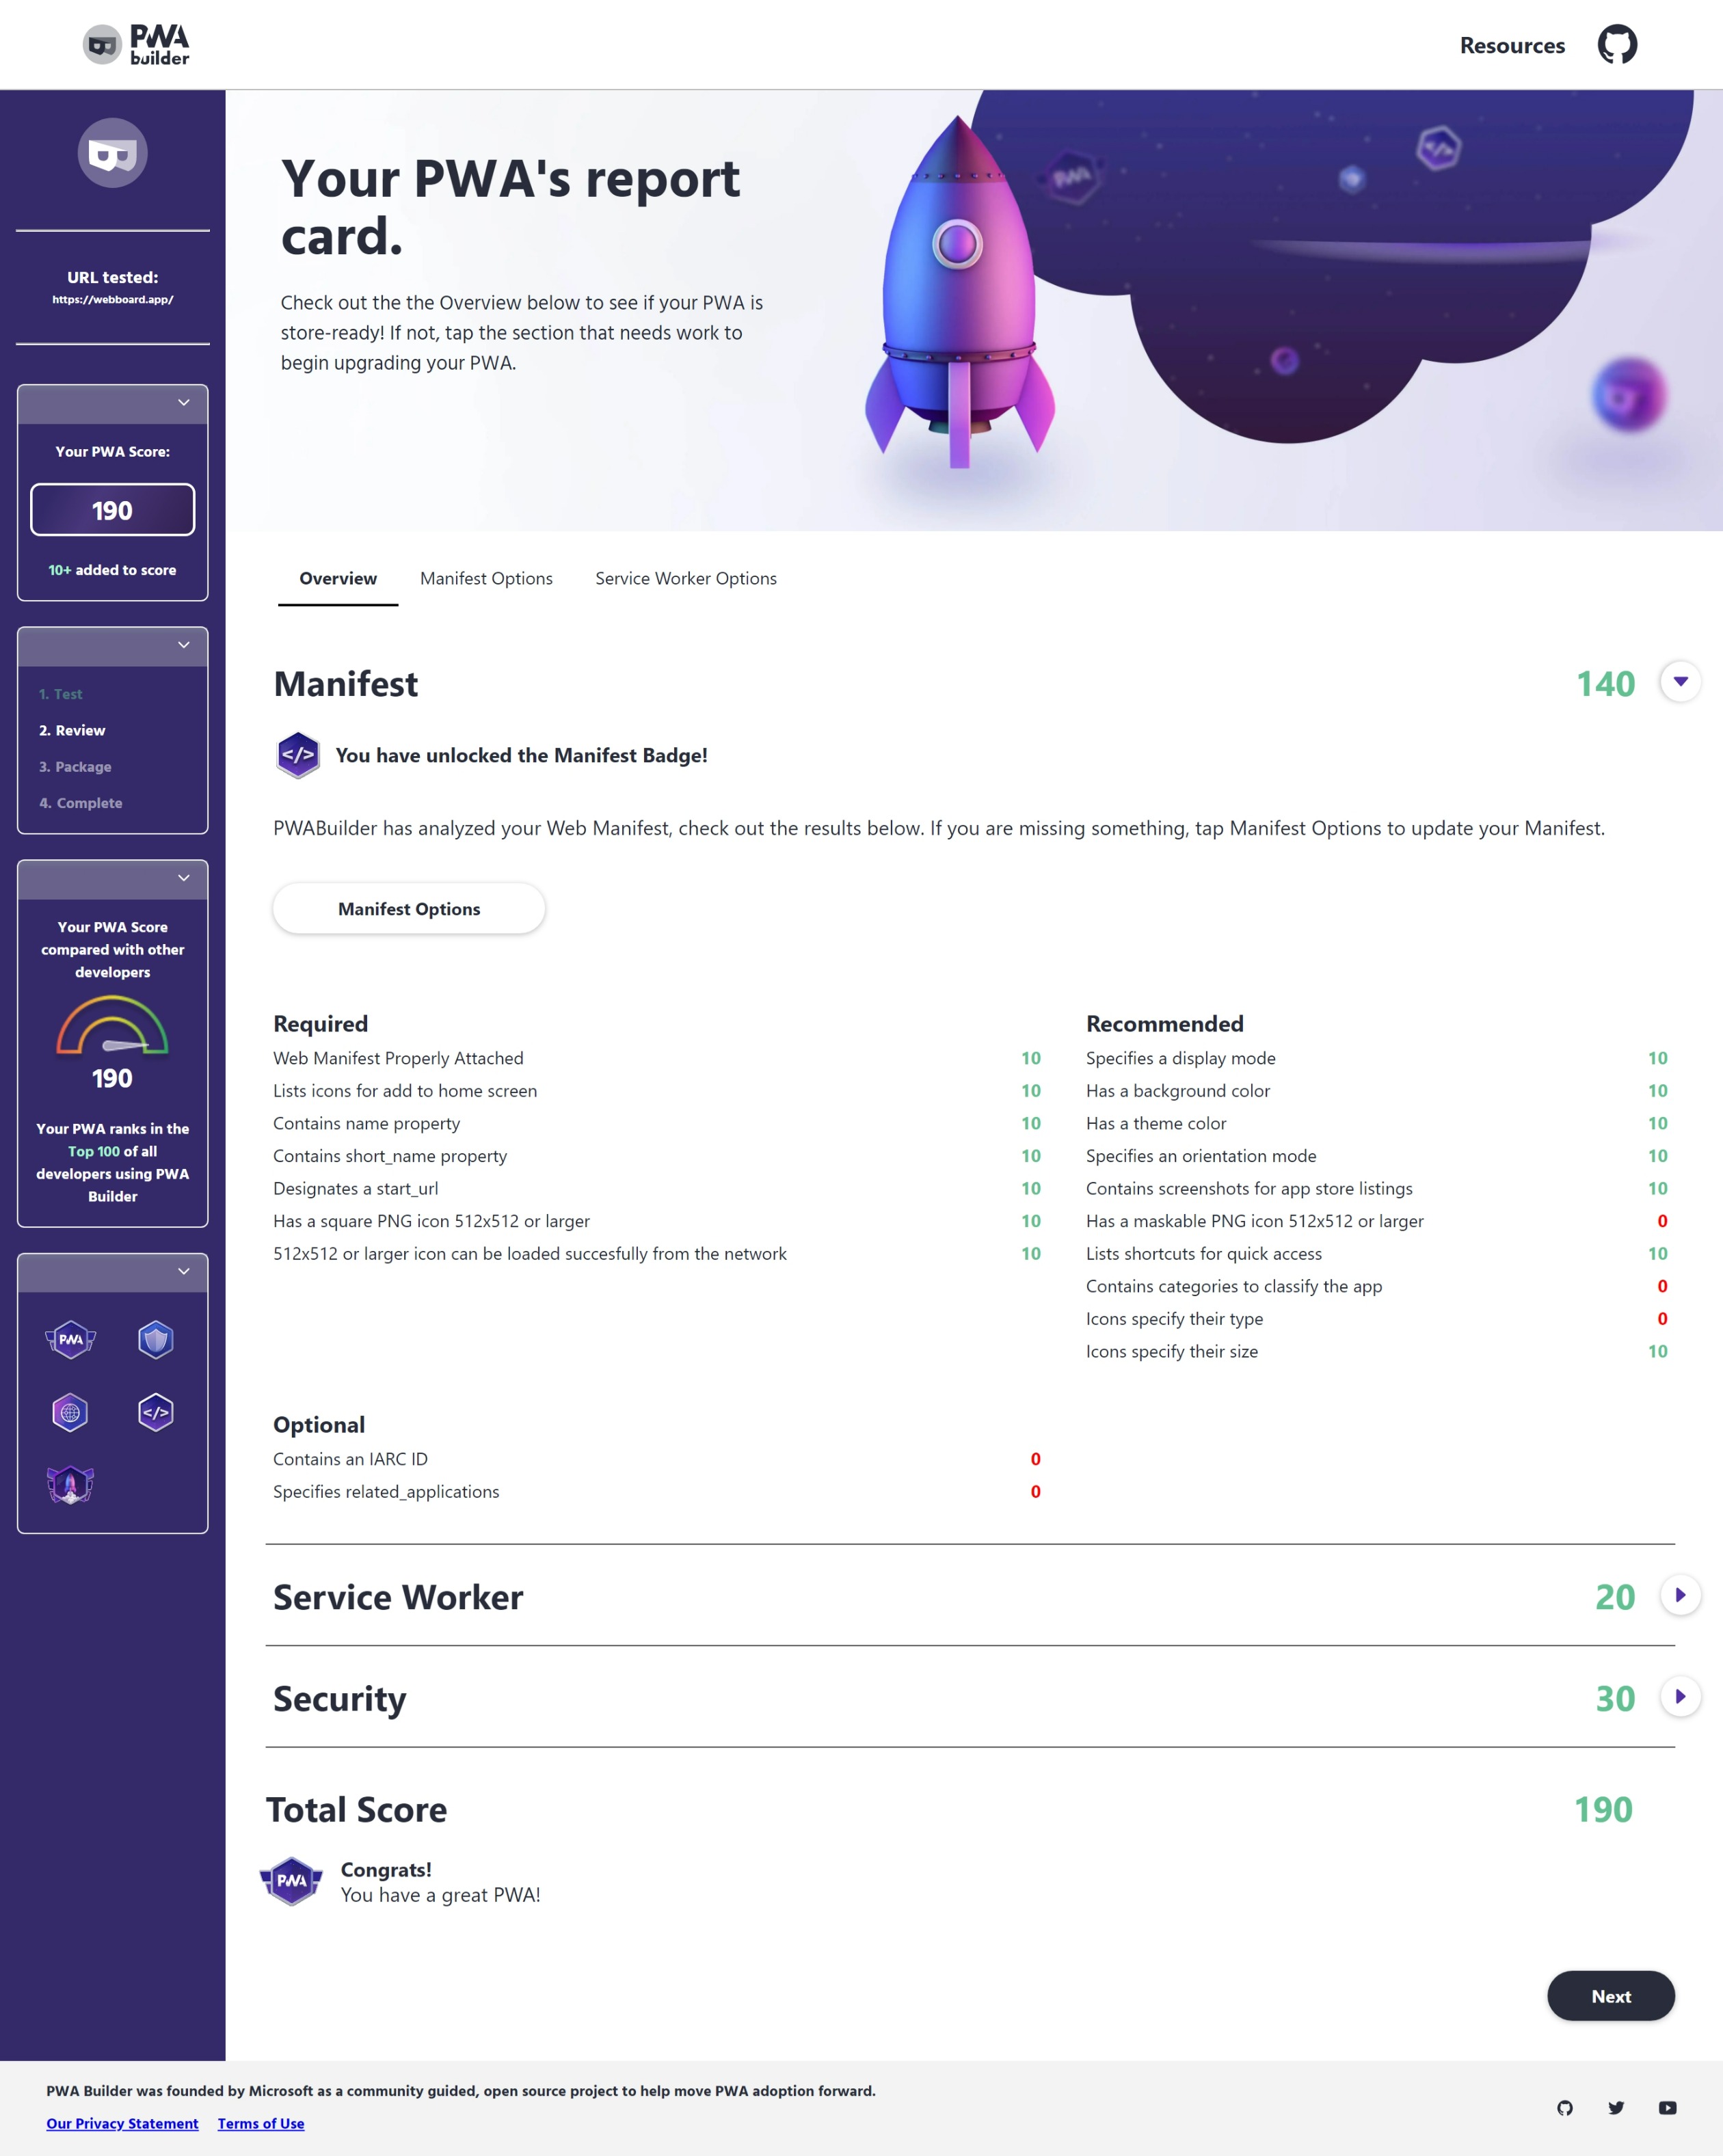 PWA
builder
Resources
URL tested:
https://webboard.app/
Your PWA Score:
190
10+ added to score
1. Test
2. Review
3. Package
4. Complete
Your PWA Score
compared with other
developers
190
Your PWA ranks in the
Top 100 of all
developers using PWA
Builder
PWA
</>
Your PWA's report
card.
Check out the the Overview below to see if your PWA is
store-ready! If not, tap the section that needs work to
begin upgrading your PWA.
PWA
</>
Overview Manifest Options Service Worker Options
Manifest 140
</> You have unlocked the Manifest Badge!
PWABuilder has analyzed your Web Manifest, check out the results below. If you are missing something, tap Manifest Options to update your Manifest.
Manifest Options
Required
Web Manifest Properly Attached 10
Lists icons for add to home screen 10
Contains name property 10
Contains short_name property 10
Designates a start_url 10
Has a square PNG icon 512x512 or larger 10
512x512 or larger icon can be loaded succesfully from the network 10
Recommended
Specifies a display mode 10
Has a background color 10
Has a theme color 10
Specifies an orientation mode 10
Contains screenshots for app store listings 10
Has a maskable PNG icon 512x512 or larger 0
Lists shortcuts for quick access 10
Contains categories to classify the app 0
Icons specify their type 0
Icons specify their size 10
Optional
Contains an IARC ID 0
Specifies related_applications 0
Service Worker 20
Security 30
Total Score 190
PWA
Congrats!
You have a great PWA!
Next
PWA Builder was founded by Microsoft as a community guided, open source project to help move PWA adoption forward.
Our Privacy Statement Terms of Use